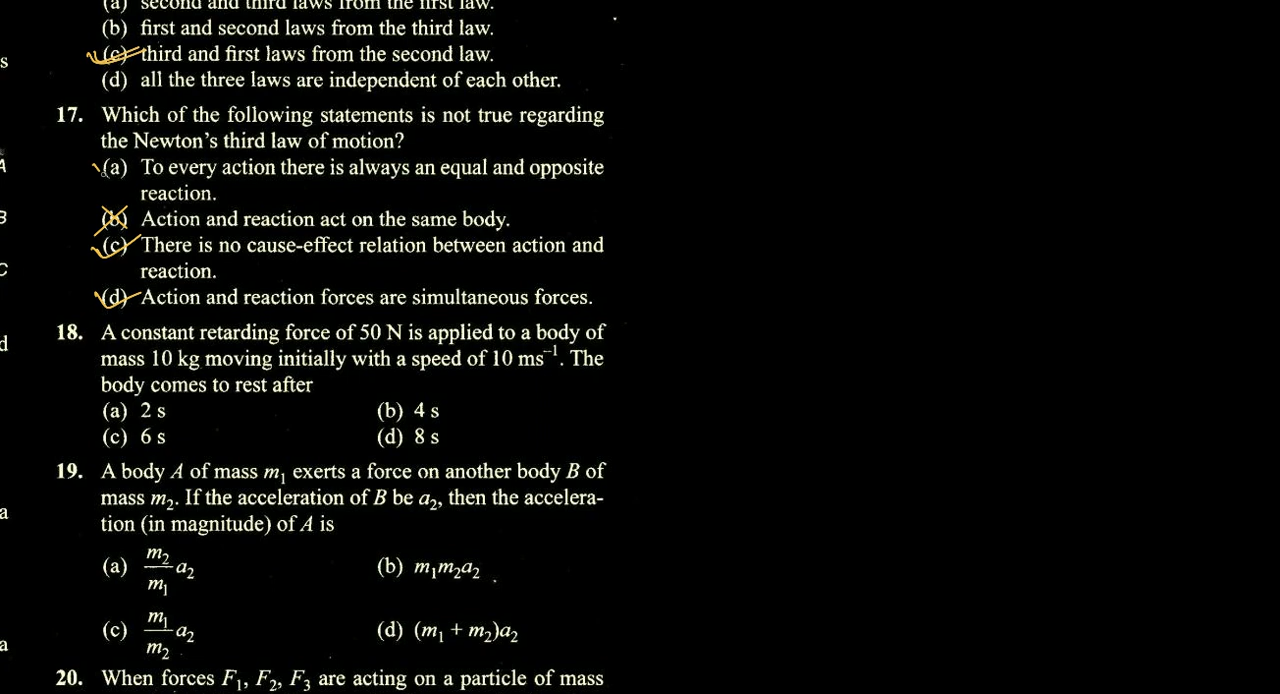 (a) second and third laws from the first law.
(b) first and second laws from the third law.
(c) third and first laws from the second law.
(d) all the three laws are independent of each other.
17. Which of the following statements is not true regarding
the Newton's third law of motion?
(a) To every action there is always an equal and opposite
reaction.
(b) Action and reaction act on the same body.
(c) There is no cause-effect relation between action and
reaction.
(d) Action and reaction forces are simultaneous forces.
18. A constant retarding force of 50 N is applied to a body of
mass 10 kg moving initially with a speed of 10 ms⁻¹. The
body comes to rest after
(a) 2 s (b) 4 s
(c) 6 s (d) 8 s
19. A body A of mass m₁ exerts a force on another body B of
mass m₂. If the acceleration of B be a₂, then the accelera-
tion (in magnitude) of A is
(a) m₂/m₁ a₂ (b) m₁m₂a₂
(c) m₁/m₂ a₂ (d) (m₁ + m₂)a₂
20. When forces F₁, F₂, F₃ are acting on a particle of mass